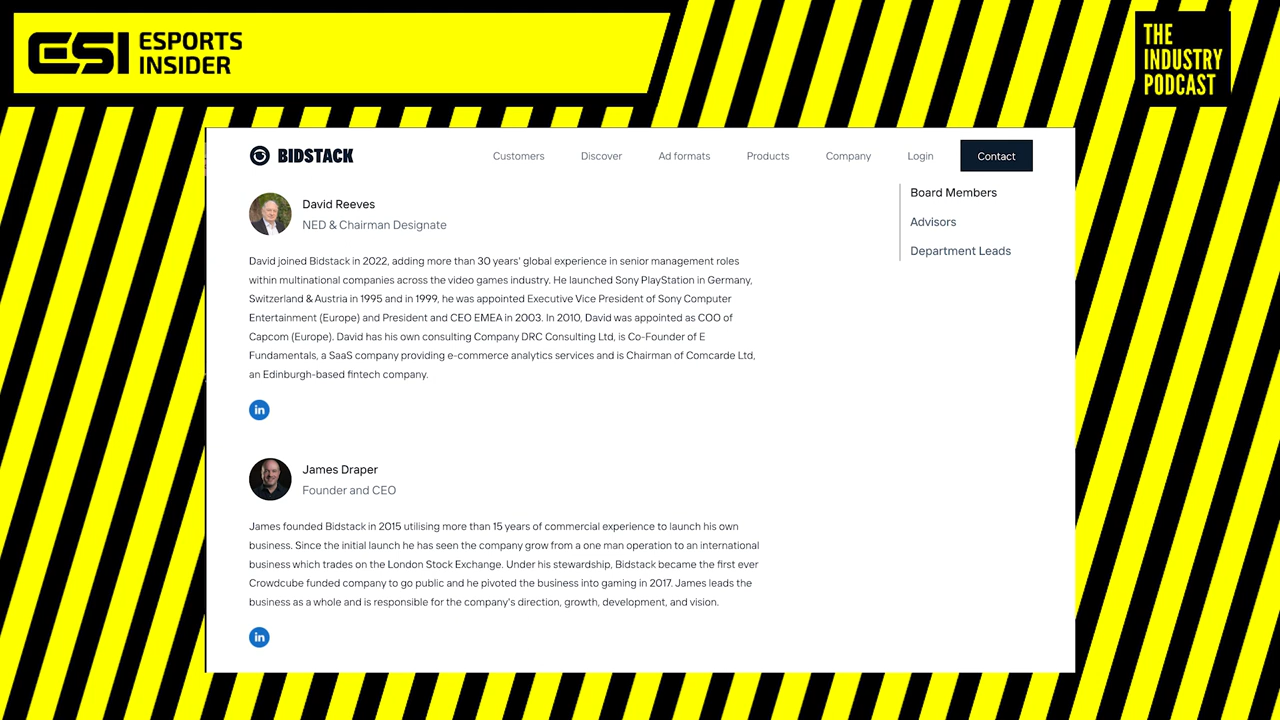 ESI ESPORTS
INSIDER
THE
INDUSTRY
PODCAST
BIDSTACK
Customers
Discover
Ad formats
Products
Company
Login
Contact
David Reeves
NED & Chairman Designate
David joined Bidstack in 2022, adding more than 30 years' global experience in senior management roles
within multinational companies across the video games industry. He launched Sony PlayStation in Germany,
Switzerland & Austria in 1995 and in 1999, he was appointed Executive Vice President of Sony Computer
Entertainment (Europe) and President and CEO EMEA in 2003. In 2010, David was appointed as COO of
Capcom (Europe). David has his own consulting Company DRC Consulting Ltd, is Co-Founder of E
Fundamentals, a SaaS company providing e-commerce analytics services and is Chairman of Comcarde Ltd,
an Edinburgh-based fintech company.
in
James Draper
Founder and CEO
James founded Bidstack in 2015 utilising more than 15 years of commercial experience to launch his own
business. Since the initial launch he has seen the company grow from a one man operation to an international
business which trades on the London Stock Exchange. Under his stewardship, Bidstack became the first ever
Crowdcube funded company to go public and he pivoted the business into gaming in 2017. James leads the
business as a whole and is responsible for the company's direction, growth, development, and vision.
in
Board Members
Advisors
Department Leads